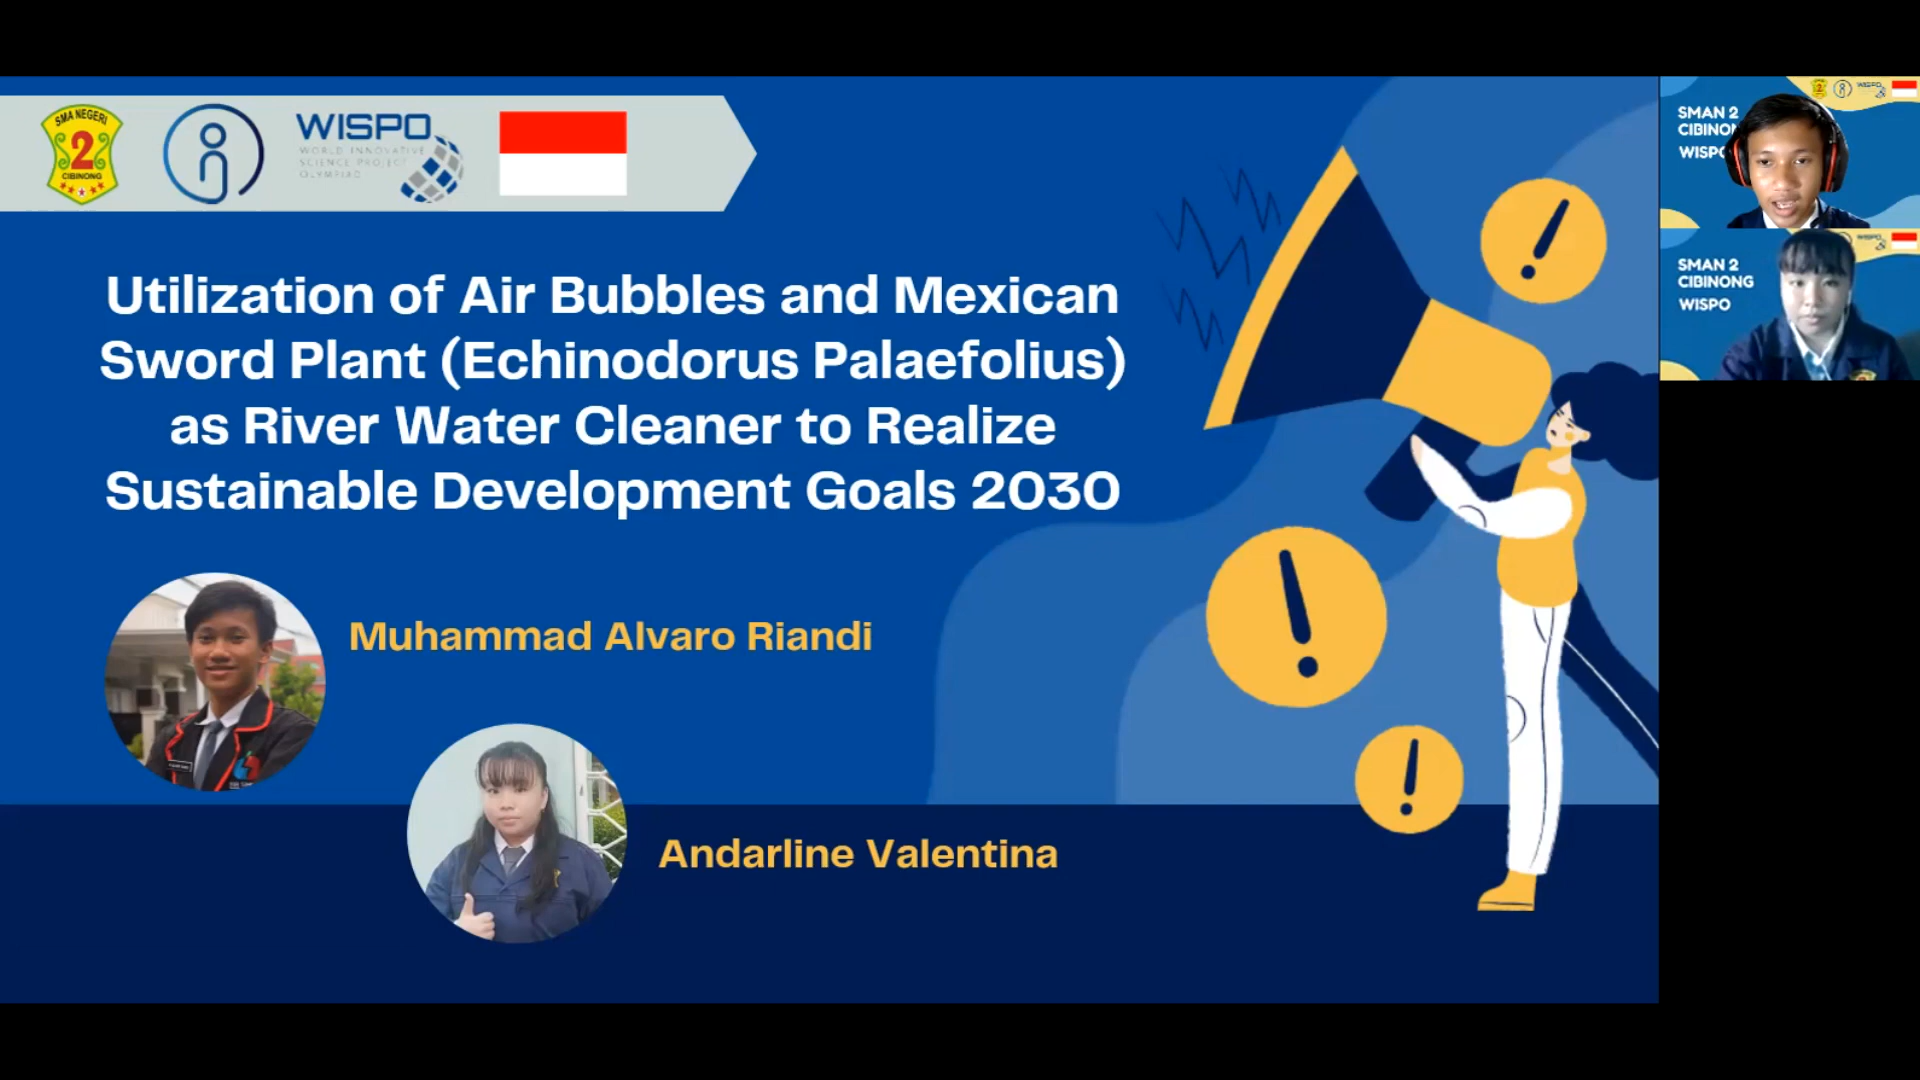 SMA NEGERI
2
CIBINONG
WISPO
WORLD INNOVATIVE
SCIENCE PROJECT
OLYMPIAD
Utilization of Air Bubbles and Mexican
Sword Plant (Echinodorus Palaefolius)
as River Water Cleaner to Realize
Sustainable Development Goals 2030
Muhammad Alvaro Riandi
Andarline Valentina
SMAN 2
SMAN 2
CIBINONG
WISPO